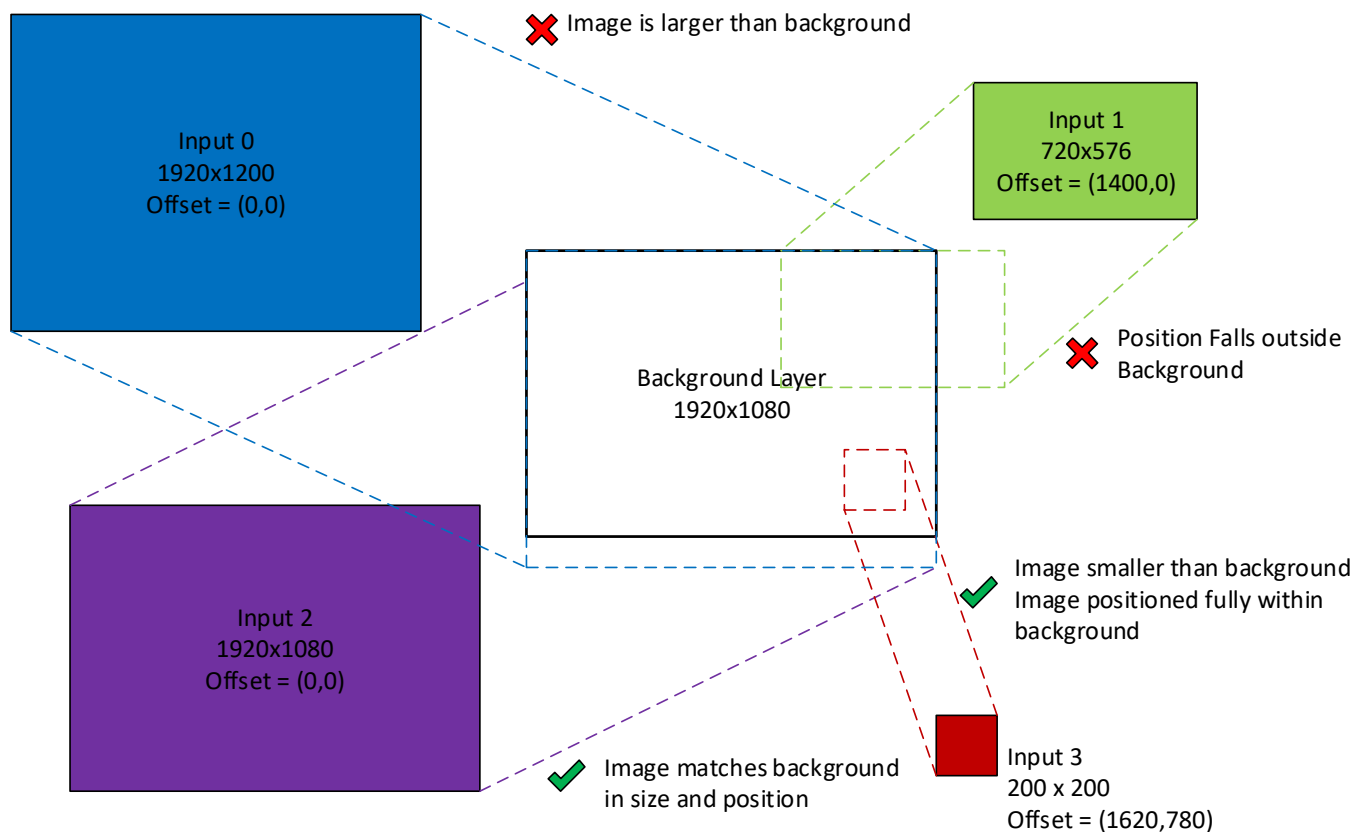 Image is larger than background
Input 0
1920x1200
Offset = (0,0)
Input 1
720x576
Offset = (1400,0)
Position Falls outside
Background
Background Layer
1920x1080
Input 2
1920x1080
Offset = (0,0)
Image smaller than background
Image positioned fully within
background
Image matches background
in size and position
Input 3
200 x 200
Offset = (1620,780)